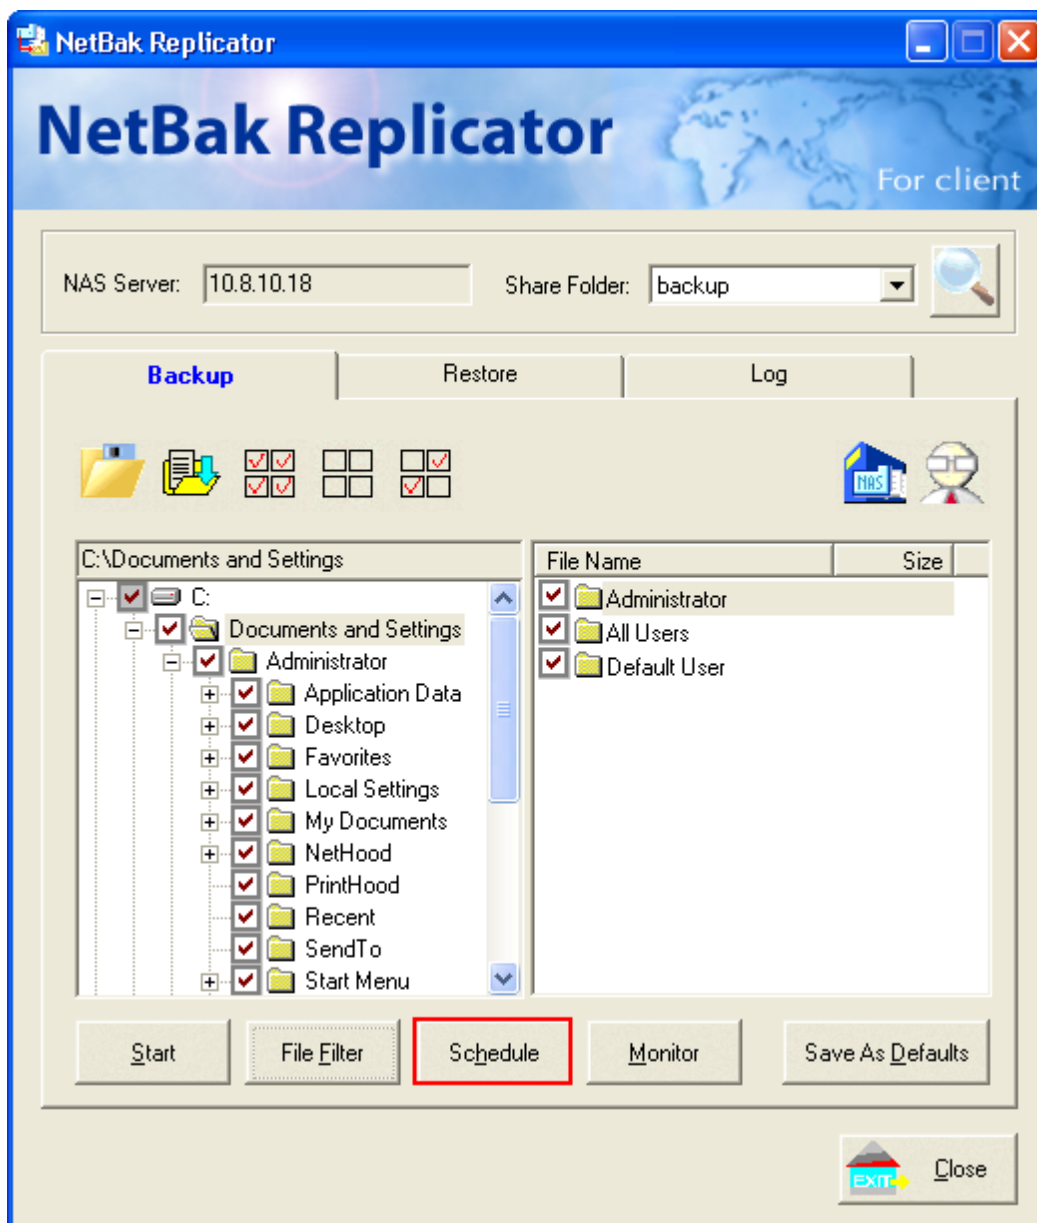 NetBak Replicator
NetBak Replicator
For client
NAS Server: 10.8.10.18 Share Folder: backup
Backup Restore Log
NAS
C:\Documents and Settings
File Name Size
C:
Documents and Settings
Administrator
Application Data
Desktop
Favorites
Local Settings
My Documents
NetHood
PrintHood
Recent
SendTo
Start Menu
Administrator
All Users
Default User
Start File Filter Schedule Monitor Save As Defaults
EXIT Close